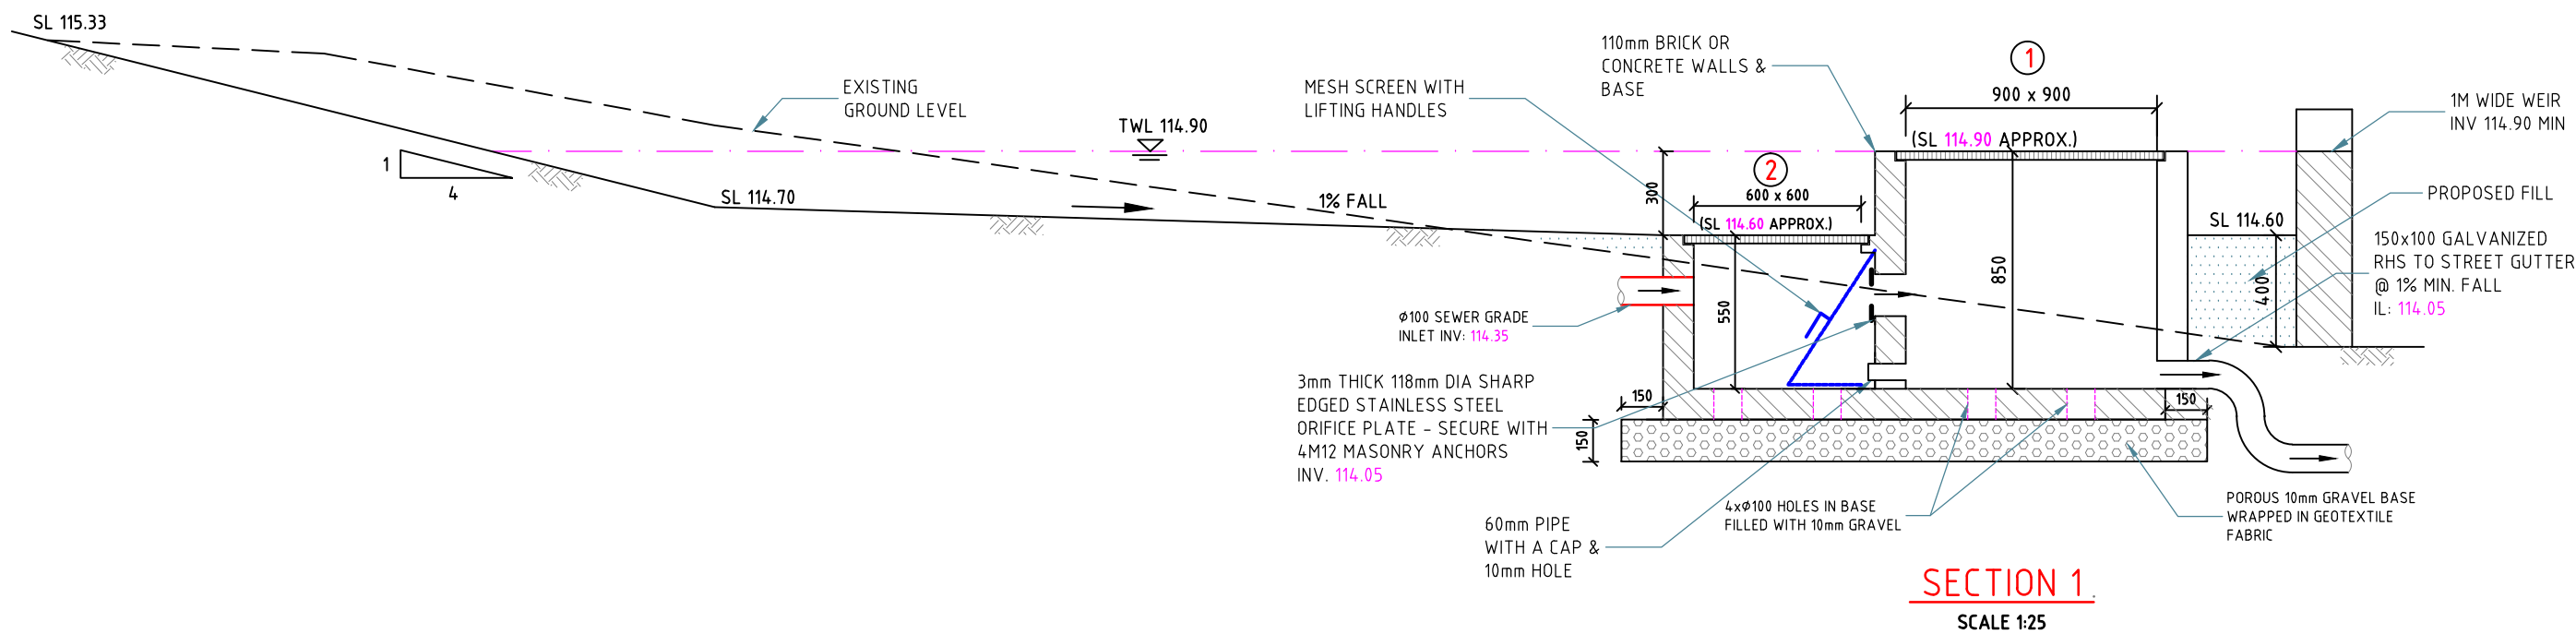 SL 115.33
EXISTING
GROUND LEVEL
1
4
SL 114.70
TWL 114.90
1% FALL
MESH SCREEN WITH
LIFTING HANDLES
110mm BRICK OR
CONCRETE WALLS &
BASE
1
900 x 900
(SL 114.90 APPROX.)
2
600 x 600
(SL 114.60 APPROX.)
300
550
850
1M WIDE WEIR
INV 114.90 MIN
PROPOSED FILL
SL 114.60
400
150x100 GALVANIZED
RHS TO STREET GUTTER
@ 1% MIN. FALL
IL: 114.05
Φ100 SEWER GRADE
INLET INV: 114.35
3mm THICK 118mm DIA SHARP
EDGED STAINLESS STEEL
ORIFICE PLATE - SECURE WITH
4M12 MASONRY ANCHORS
INV. 114.05
150
150
150
60mm PIPE
WITH A CAP &
10mm HOLE
4xΦ100 HOLES IN BASE
FILLED WITH 10mm GRAVEL
POROUS 10mm GRAVEL BASE
WRAPPED IN GEOTEXTILE
FABRIC
SECTION 1
SCALE 1:25